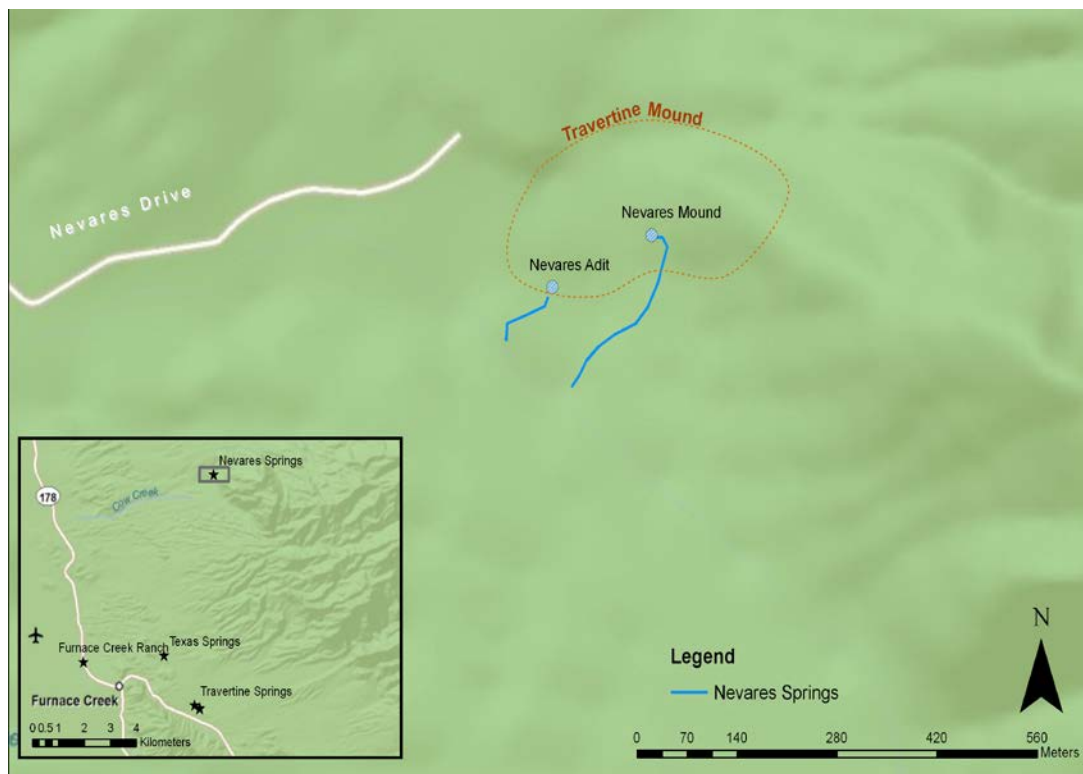 Travertine Mound
Nevares Drive
Nevares Mound
Nevares Adit
Nevares Springs
178
Cow Creek
Texas Springs
Furnace Creek Ranch
Travertine Springs
Furnace Creek
0 0.5 1 2 3 4
Kilometers
N
Legend
Nevares Springs
0 70 140 280 420 560
Meters